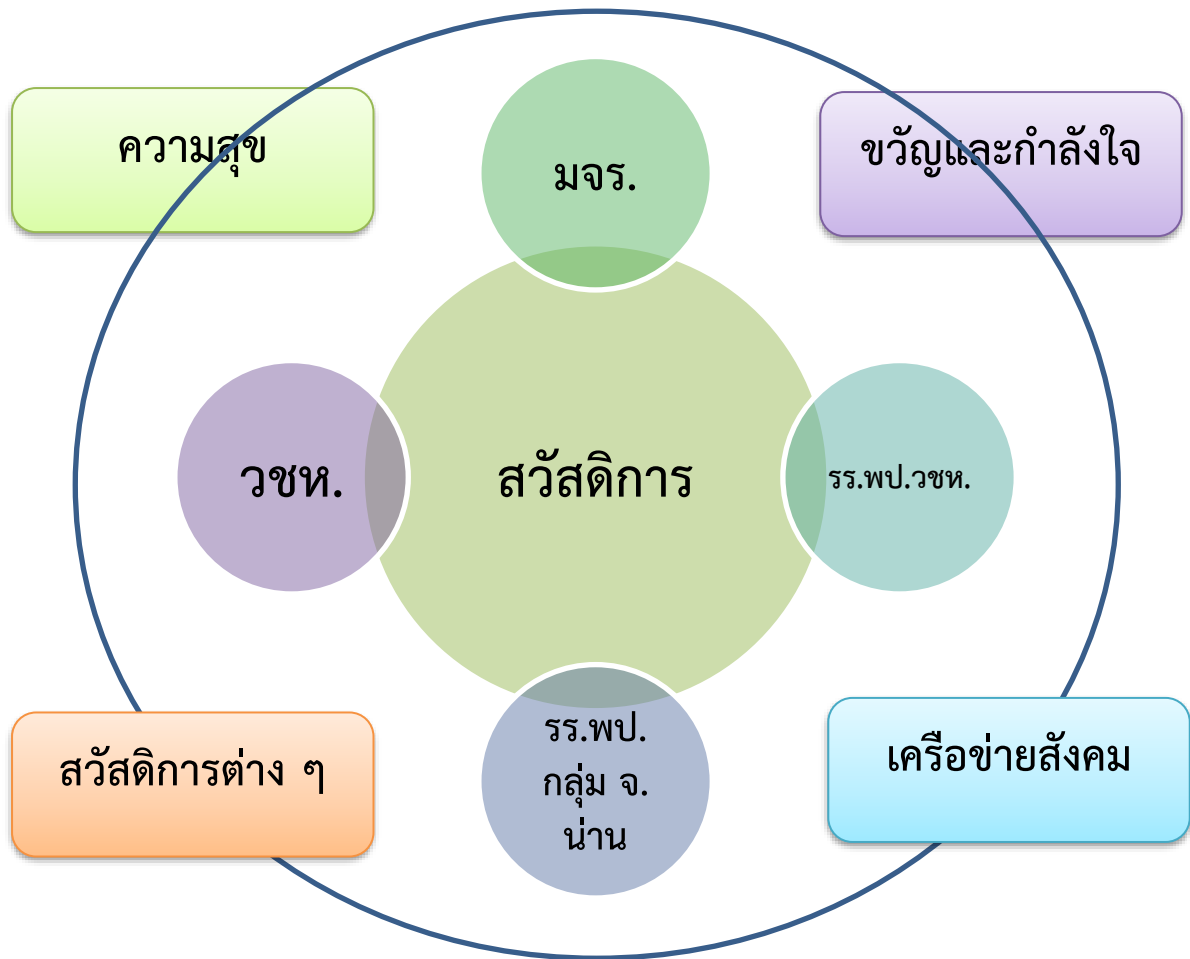 ความสุข
มจร.
ขวัญและกำลังใจ
วชห.
สวัสดิการ
รร.พป.วชห.
รร.พป.
กลุ่ม จ.
น่าน
สวัสดิการต่าง ๆ
เครือข่ายสังคม